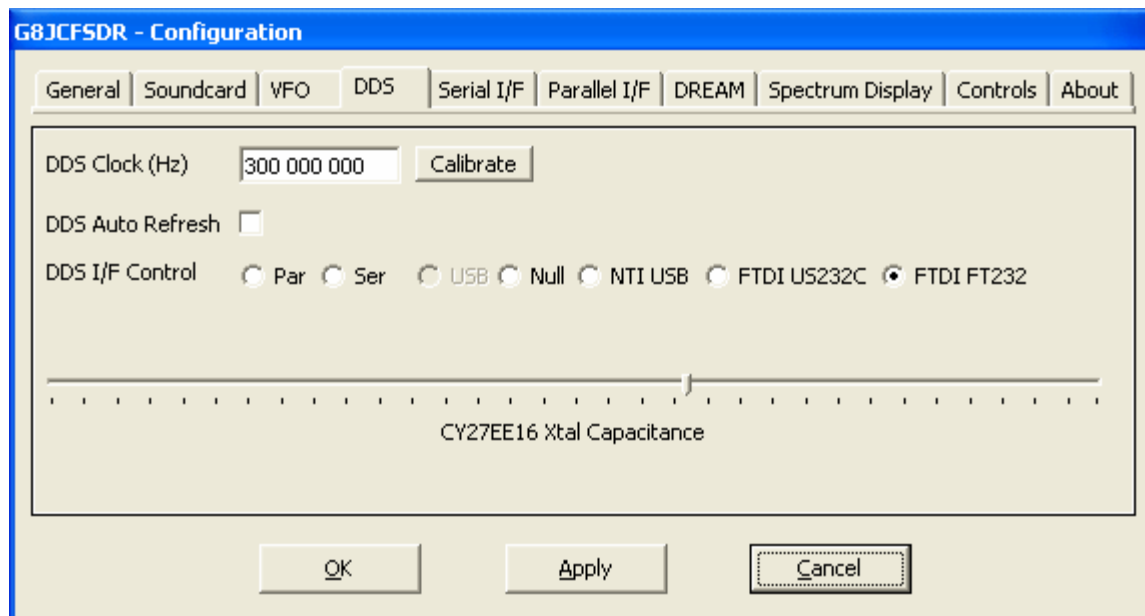 G8JCFSDR - Configuration
General Soundcard VFO DDS Serial I/F Parallel I/F DREAM Spectrum Display Controls About
DDS Clock (Hz) 300 000 000 Calibrate
DDS Auto Refresh
DDS I/F Control Par Ser USB Null NTI USB FTDI US232C FTDI FT232
CY27EE16 Xtal Capacitance
OK Apply Cancel